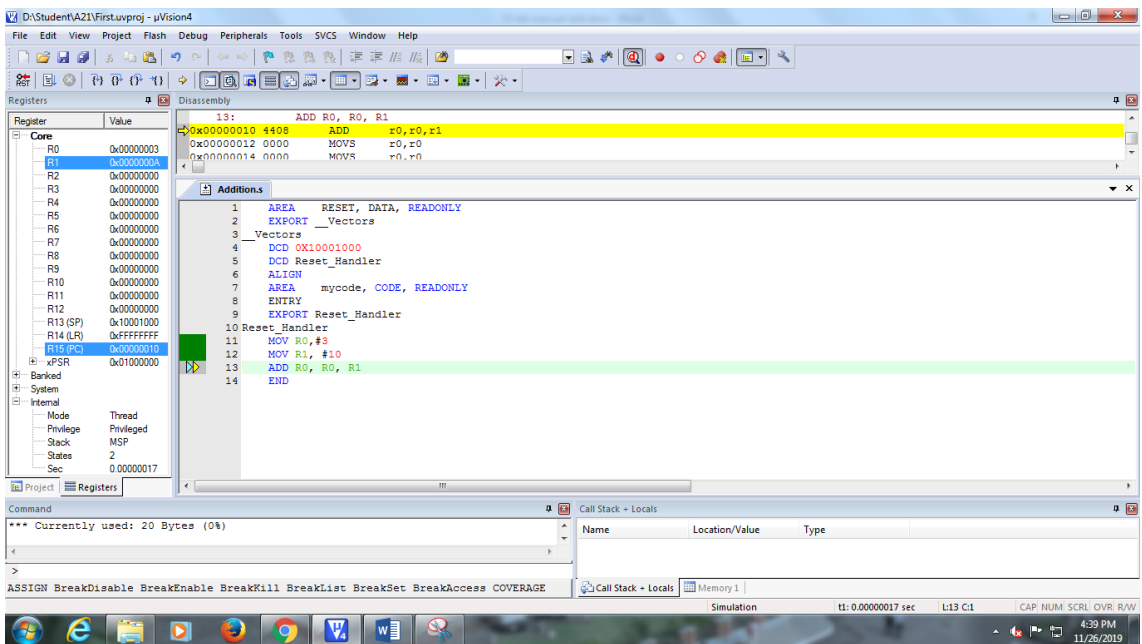 D:\Student\A21\First.uvproj - µVision4
File Edit View Project Flash Debug Peripherals Tools SVCS Window Help
Registers
Register Value
Core
R0 0x00000003
R1 0x0000000A
R2 0x00000000
R3 0x00000000
R4 0x00000000
R5 0x00000000
R6 0x00000000
R7 0x00000000
R8 0x00000000
R9 0x00000000
R10 0x00000000
R11 0x00000000
R12 0x00000000
R13 (SP) 0x10001000
R14 (LR) 0xFFFFFFFF
R15 (PC) 0x00000010
xPSR 0x01000000
Banked
System
Internal
Mode Thread
Privilege Privileged
Stack MSP
States 2
Sec 0.00000017
Project Registers
Disassembly
13: ADD R0, R0, R1
0x00000010 4408 ADD r0,r0,r1
0x00000012 0000 MOVS r0,r0
0x00000014 0000 MOVS r0,r0
Addition.s
1 AREA RESET, DATA, READONLY
2 EXPORT __Vectors
3 __Vectors
4 DCD 0X10001000
5 DCD Reset_Handler
6 ALIGN
7 AREA mycode, CODE, READONLY
8 ENTRY
9 EXPORT Reset_Handler
10 Reset_Handler
11 MOV R0,#3
12 MOV R1, #10
13 ADD R0, R0, R1
14 END
Command
*** Currently used: 20 Bytes (0%)
>
ASSIGN BreakDisable BreakEnable BreakKill BreakList BreakSet BreakAccess COVERAGE
Call Stack + Locals
Name Location/Value Type
Call Stack + Locals Memory 1
Simulation t1: 0.00000017 sec L:13 C:1 CAP NUM SCRL OVR R/W
4:39 PM
11/26/2019